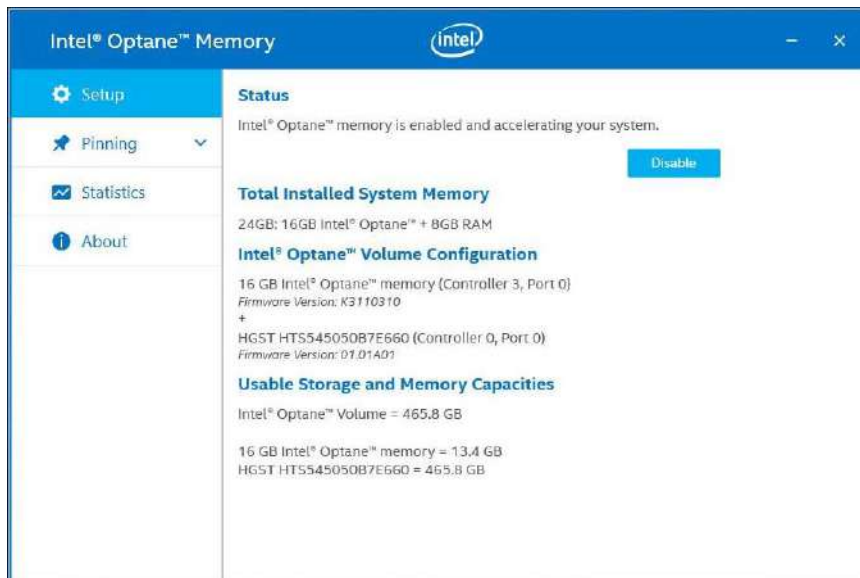 Intel® Optane™ Memory
intel
Setup
Pinning
Statistics
About
Status
Intel® Optane™ memory is enabled and accelerating your system.
Disable
Total Installed System Memory
24GB: 16GB Intel® Optane™ + 8GB RAM
Intel® Optane™ Volume Configuration
16 GB Intel® Optane™ memory (Controller 3, Port 0)
Firmware Version: K3110310
+
HGST HTS545050B7E660 (Controller 0, Port 0)
Firmware Version: 01.01A01
Usable Storage and Memory Capacities
Intel® Optane™ Volume = 465.8 GB
16 GB Intel® Optane™ memory = 13.4 GB
HGST HTS545050B7E660 = 465.8 GB